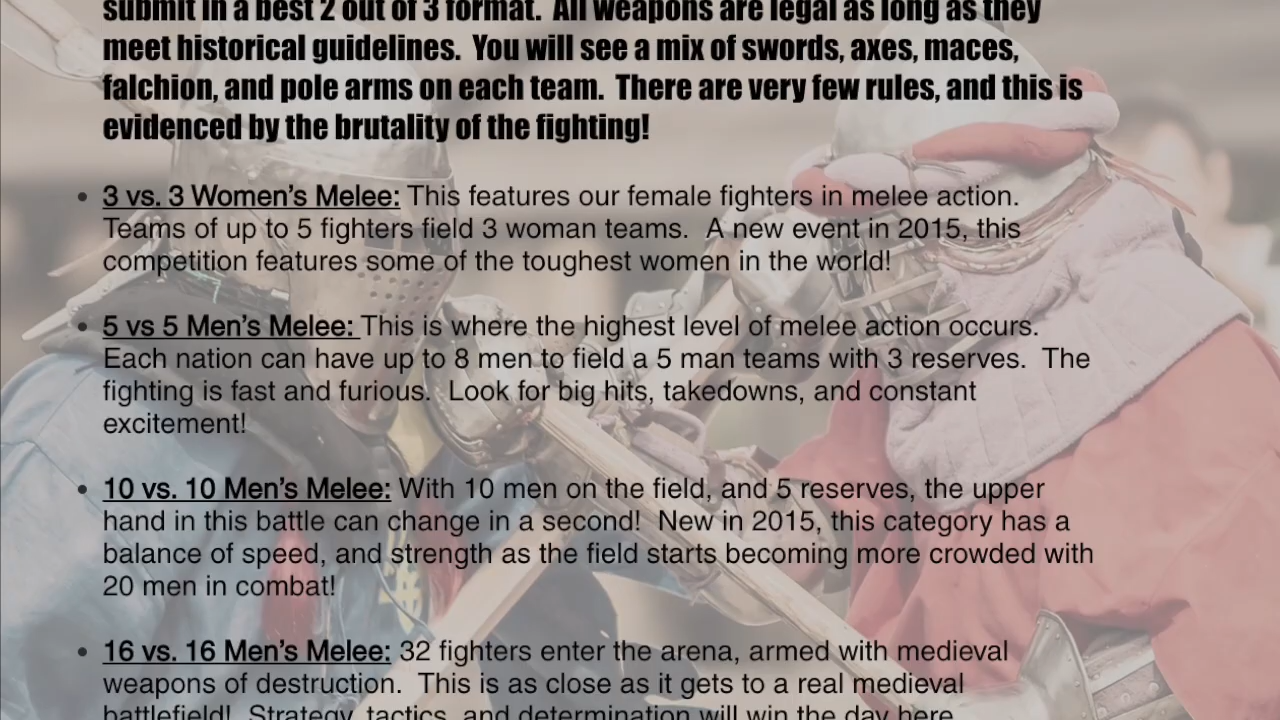 submit in a best 2 out of 3 format.  All weapons are legal as long as they
meet historical guidelines.  You will see a mix of swords, axes, maces,
falchion, and pole arms on each team.  There are very few rules, and this is
evidenced by the brutality of the fighting!
• 3 vs. 3 Women’s Melee: This features our female fighters in melee action.
Teams of up to 5 fighters field 3 woman teams.  A new event in 2015, this
competition features some of the toughest women in the world!
• 5 vs 5 Men’s Melee: This is where the highest level of melee action occurs.
Each nation can have up to 8 men to field a 5 man teams with 3 reserves.  The
fighting is fast and furious.  Look for big hits, takedowns, and constant
excitement!
• 10 vs. 10 Men’s Melee: With 10 men on the field, and 5 reserves, the upper
hand in this battle can change in a second!  New in 2015, this category has a
balance of speed, and strength as the field starts becoming more crowded with
20 men in combat!
• 16 vs. 16 Men’s Melee: 32 fighters enter the arena, armed with medieval
weapons of destruction.  This is as close as it gets to a real medieval
battlefield!  Strategy, tactics, and determination will win the day here